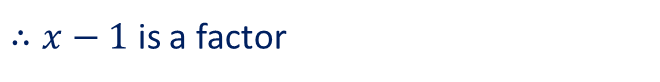 ∴ 𝑥 − 1 is a factor